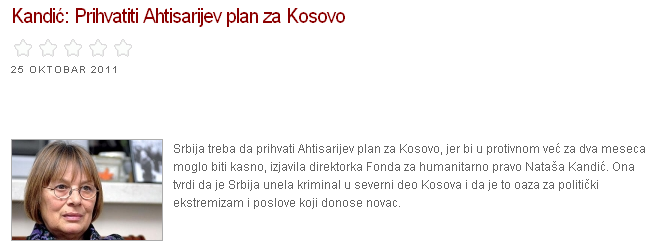 Kandić: Prihvatiti Ahtisarijev plan za Kosovo
25 OKTOBAR 2011
Srbija treba da prihvati Ahtisarijev plan za Kosovo, jer bi u protivnom već za dva meseca
moglo biti kasno, izjavila direktorka Fonda za humanitarno pravo Nataša Kandić. Ona
tvrdi da je Srbija unela kriminal u severni deo Kosova i da je to oaza za politički
ekstremizam i poslove koji donose novac.